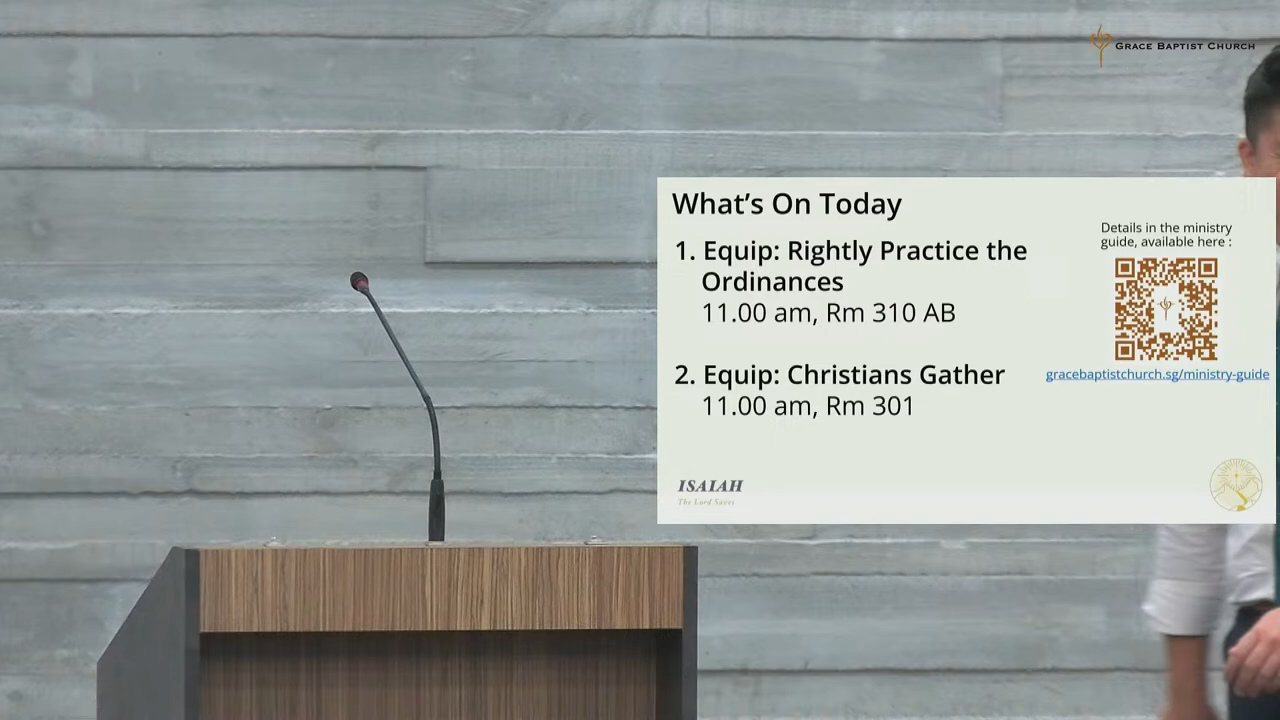 GRACE BAPTIST CHURCH
What's On Today
1. Equip: Rightly Practice the
Ordinances
11.00 am, Rm 310 AB
2. Equip: Christians Gather
11.00 am, Rm 301
Details in the ministry
guide, available here :
gracebaptistchurch.sg/ministry-guide
ISAIAH
The Lord Saves